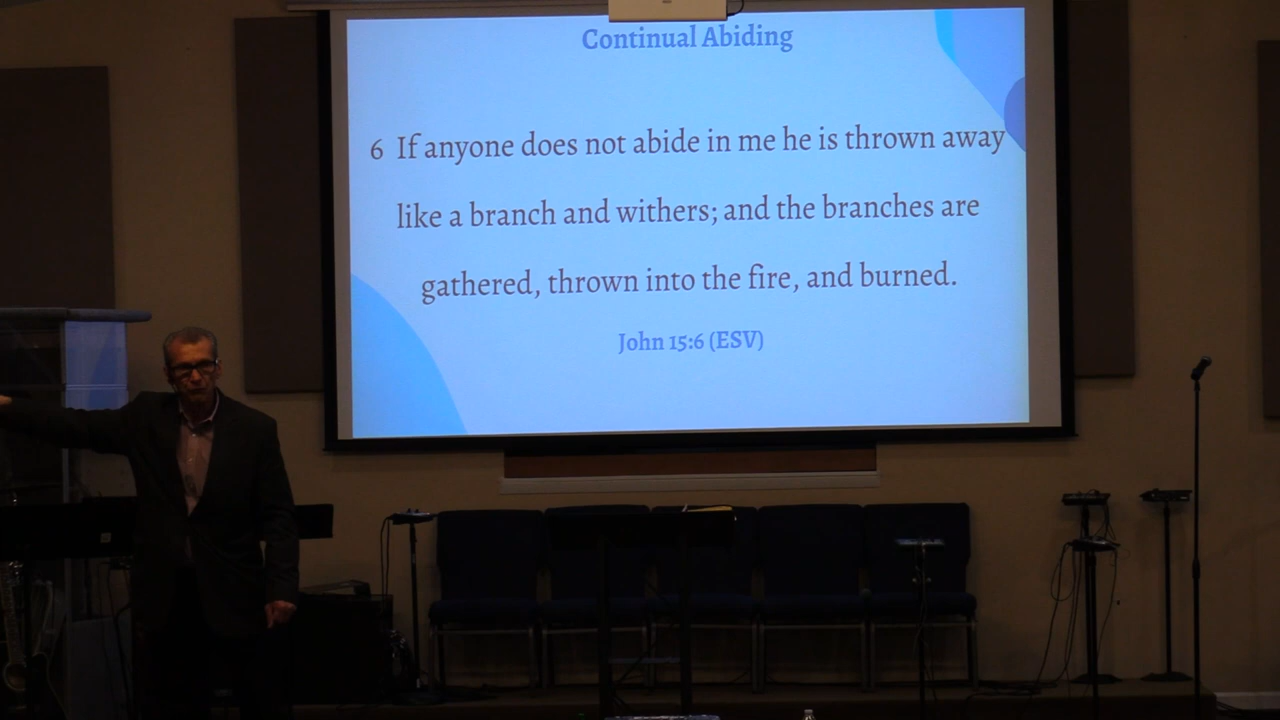 Continual Abiding
6 If anyone does not abide in me he is thrown away
like a branch and withers; and the branches are
gathered, thrown into the fire, and burned.
John 15:6 (ESV)